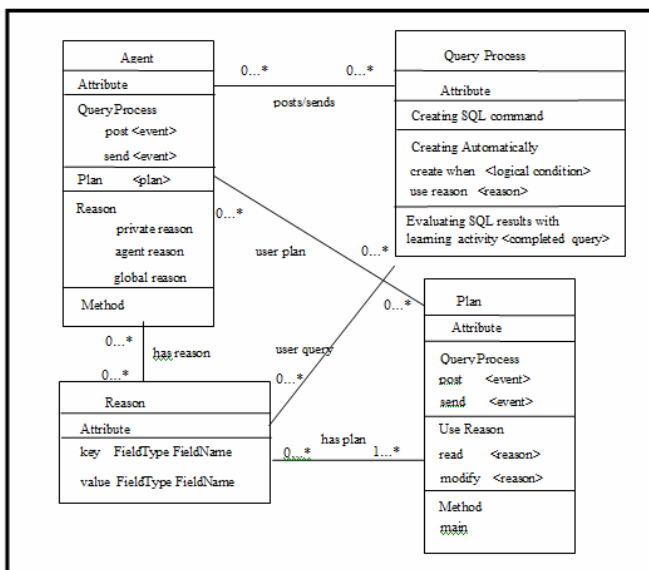 Agent
Attribute
Query Process
post <event>
send <event>
Plan <plan>
Reason
private reason
agent reason
global reason
Method
0...* 0...*
posts/sends
Query Process
Attribute
Creating SQL command
Creating Automatically
create when <logical condition>
use reason <reason>
Evaluating SQL results with
learning activity <completed query>
0...*
user plan
0...*
0...*
user query
0...*
0...*
has reason
0...*
Reason
Attribute
key FieldType FieldName
value FieldType FieldName
has plan
0...* 1...*
Plan
Attribute
Query Process
post <event>
send <event>
Use Reason
read <reason>
modify <reason>
Method
main